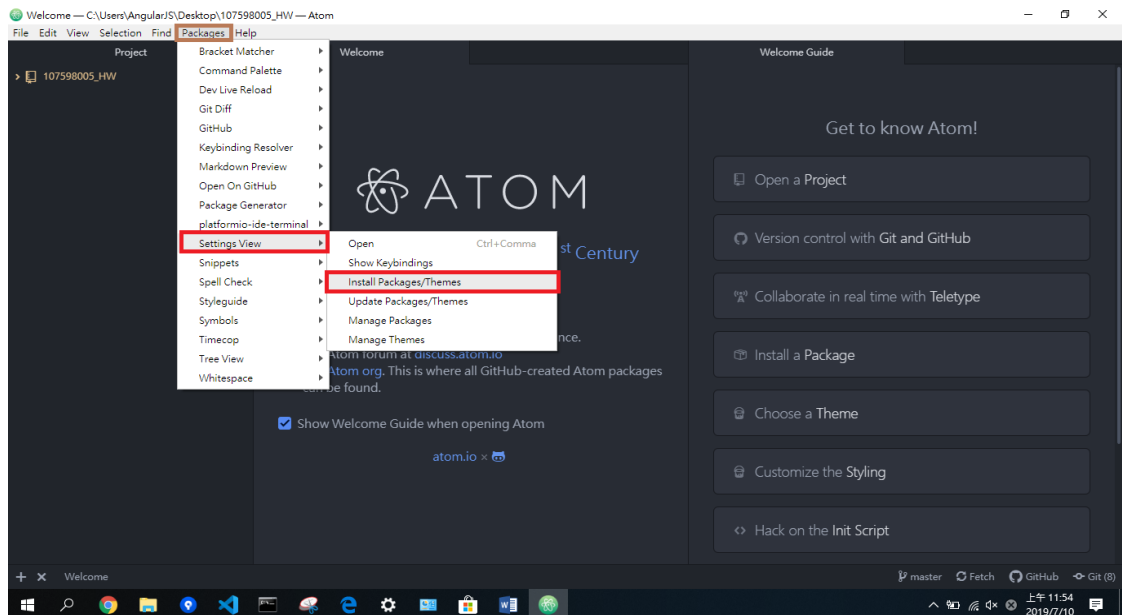 Welcome — C:\Users\AngularJS\Desktop\107598005_HW — Atom
File Edit View Selection Find Packages Help
Project
107598005_HW
Bracket Matcher
Command Palette
Dev Live Reload
Git Diff
GitHub
Keybinding Resolver
Markdown Preview
Open On GitHub
Package Generator
platformio-ide-terminal
Settings View
Snippets
Spell Check
Styleguide
Symbols
Timecop
Tree View
Whitespace
Open Ctrl+Comma
Show Keybindings
Install Packages/Themes
Update Packages/Themes
Manage Packages
Manage Themes
Welcome
ATOM
st Century
nce.
Atom forum at discuss.atom.io
Atom org. This is where all GitHub-created Atom packages
be found.
Show Welcome Guide when opening Atom
atom.io ×
Welcome Guide
Get to know Atom!
Open a Project
Version control with Git and GitHub
Collaborate in real time with Teletype
Install a Package
Choose a Theme
Customize the Styling
Hack on the Init Script
Welcome
master Fetch GitHub Git (8)
上午 11:54
2019/7/10